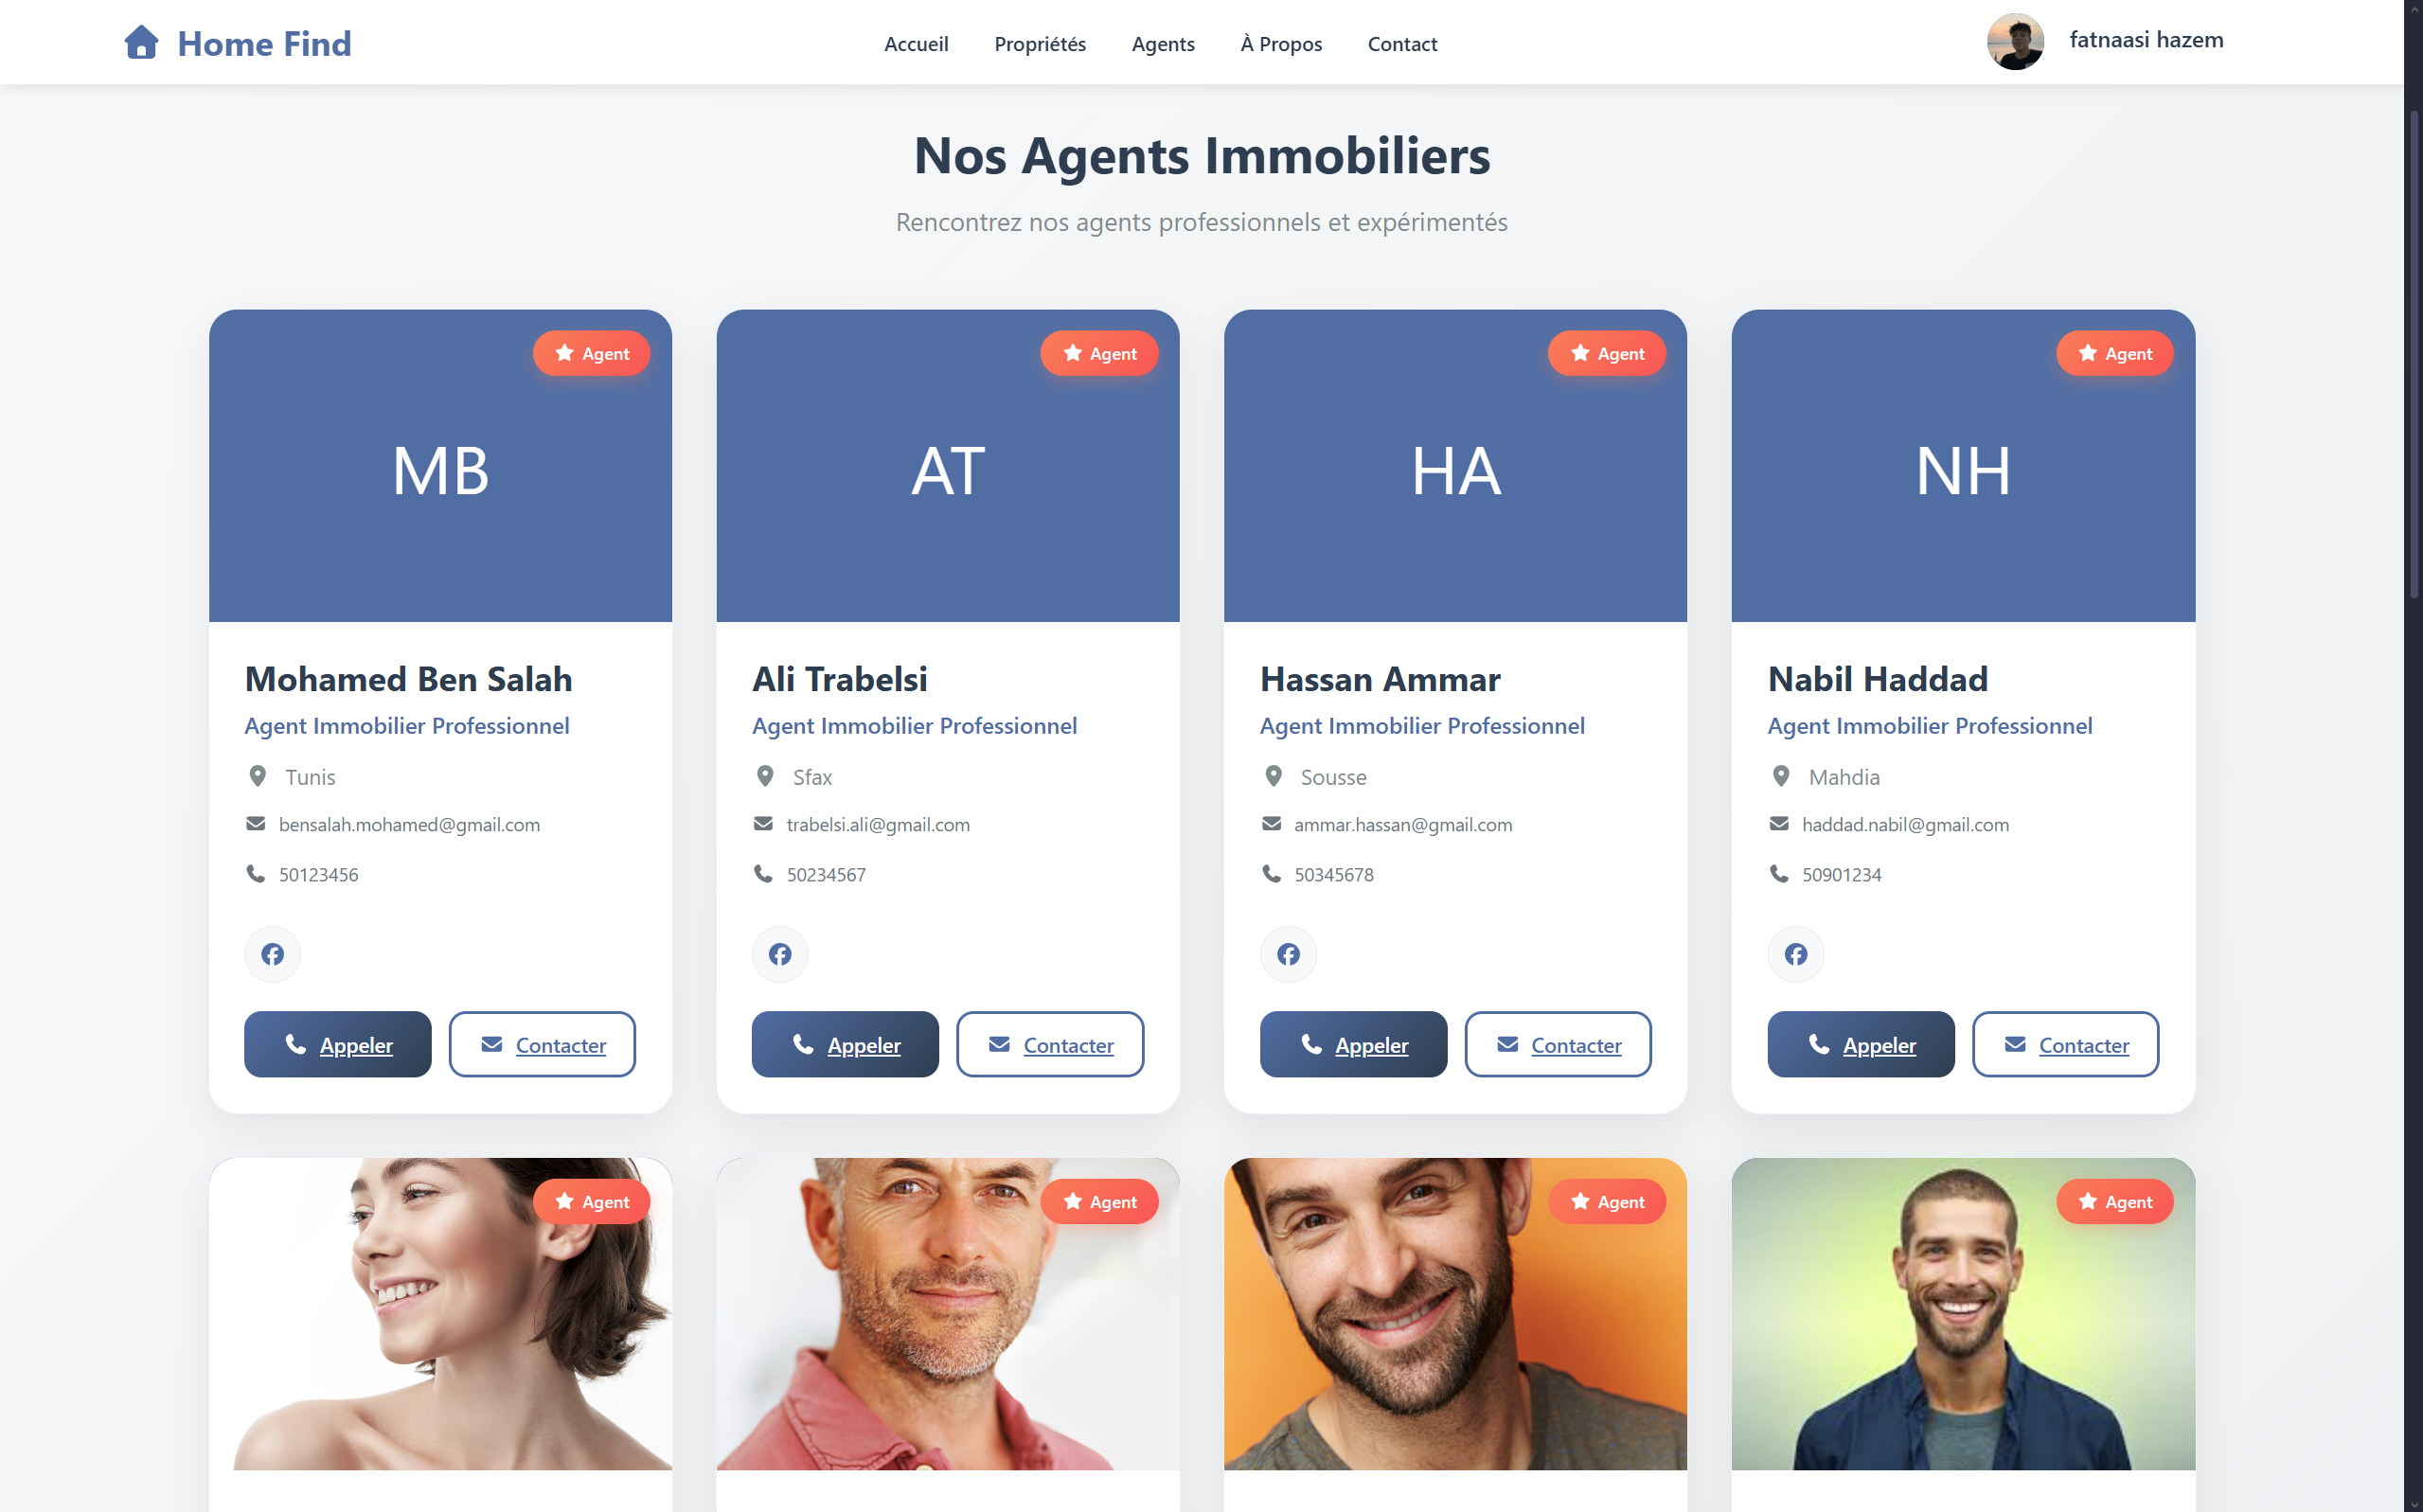 Home Find
Accueil
Propriétés
Agents
À Propos
Contact
fatnaasi hazem
Nos Agents Immobiliers
Rencontrez nos agents professionnels et expérimentés
Agent
MB
Mohamed Ben Salah
Agent Immobilier Professionnel
Tunis
bensalah.mohamed@gmail.com
50123456
Appeler
Contacter
Agent
AT
Ali Trabelsi
Agent Immobilier Professionnel
Sfax
trabelsi.ali@gmail.com
50234567
Appeler
Contacter
Agent
HA
Hassan Ammar
Agent Immobilier Professionnel
Sousse
ammar.hassan@gmail.com
50345678
Appeler
Contacter
Agent
NH
Nabil Haddad
Agent Immobilier Professionnel
Mahdia
haddad.nabil@gmail.com
50901234
Appeler
Contacter
Agent
Agent
Agent
Agent